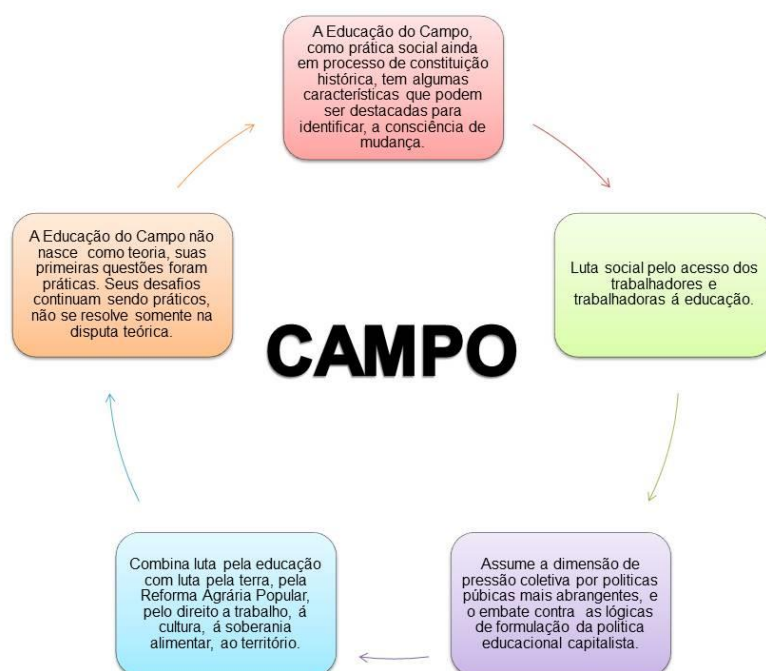 A Educação do Campo,
como prática social ainda
em processo de constituição
histórica, tem algumas
características que podem
ser destacadas para
identificar, a consciência de
mudança.
Luta social pelo acesso dos
trabalhadores e
trabalhadoras á educação.
Assume a dimensão de
pressão coletiva por politicas
púbicas mais abrangentes, e
o embate contra as lógicas
de formulação da politica
educacional capitalista.
Combina luta pela educação
com luta pela terra, pela
Reforma Agrária Popular,
pelo direito a trabalho, á
cultura, á soberania
alimentar, ao território.
A Educação do Campo não
nasce como teoria, suas
primeiras questões foram
práticas. Seus desafios
continuam sendo práticos,
não se resolve somente na
disputa teórica.
CAMPO